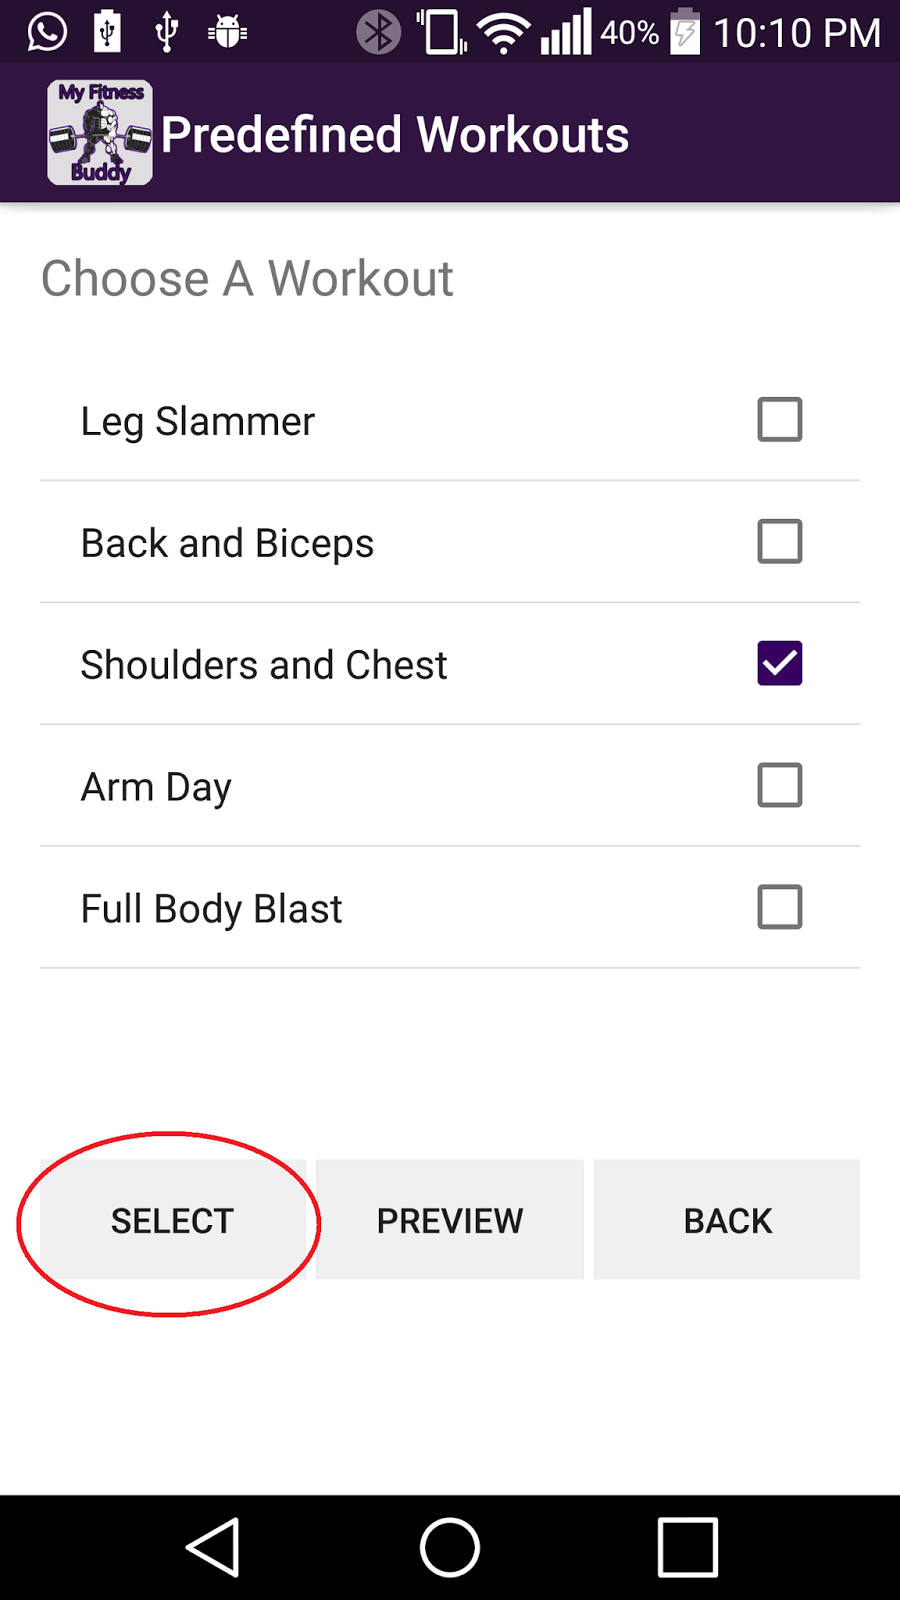 40% 10:10 PM
My Fitness
Buddy
Predefined Workouts
Choose A Workout
Leg Slammer
Back and Biceps
Shoulders and Chest
Arm Day
Full Body Blast
SELECT PREVIEW BACK